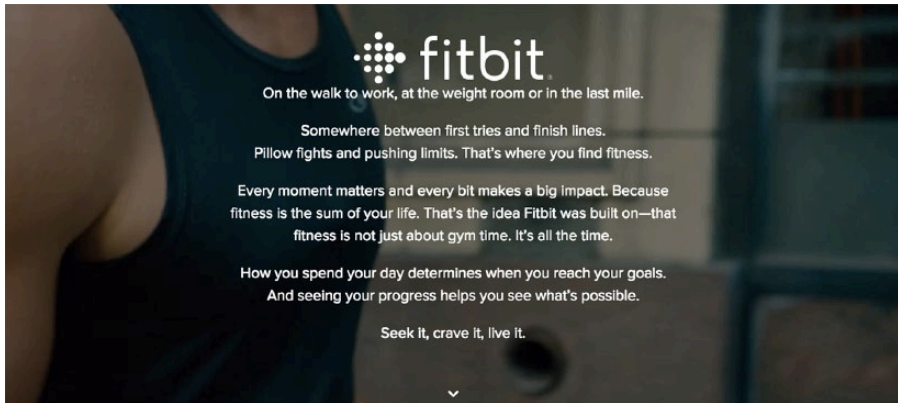 fitbit
On the walk to work, at the weight room or in the last mile.
Somewhere between first tries and finish lines.
Pillow fights and pushing limits. That's where you find fitness.
Every moment matters and every bit makes a big impact. Because
fitness is the sum of your life. That's the idea Fitbit was built on—that
fitness is not just about gym time. It's all the time.
How you spend your day determines when you reach your goals.
And seeing your progress helps you see what's possible.
Seek it, crave it, live it.